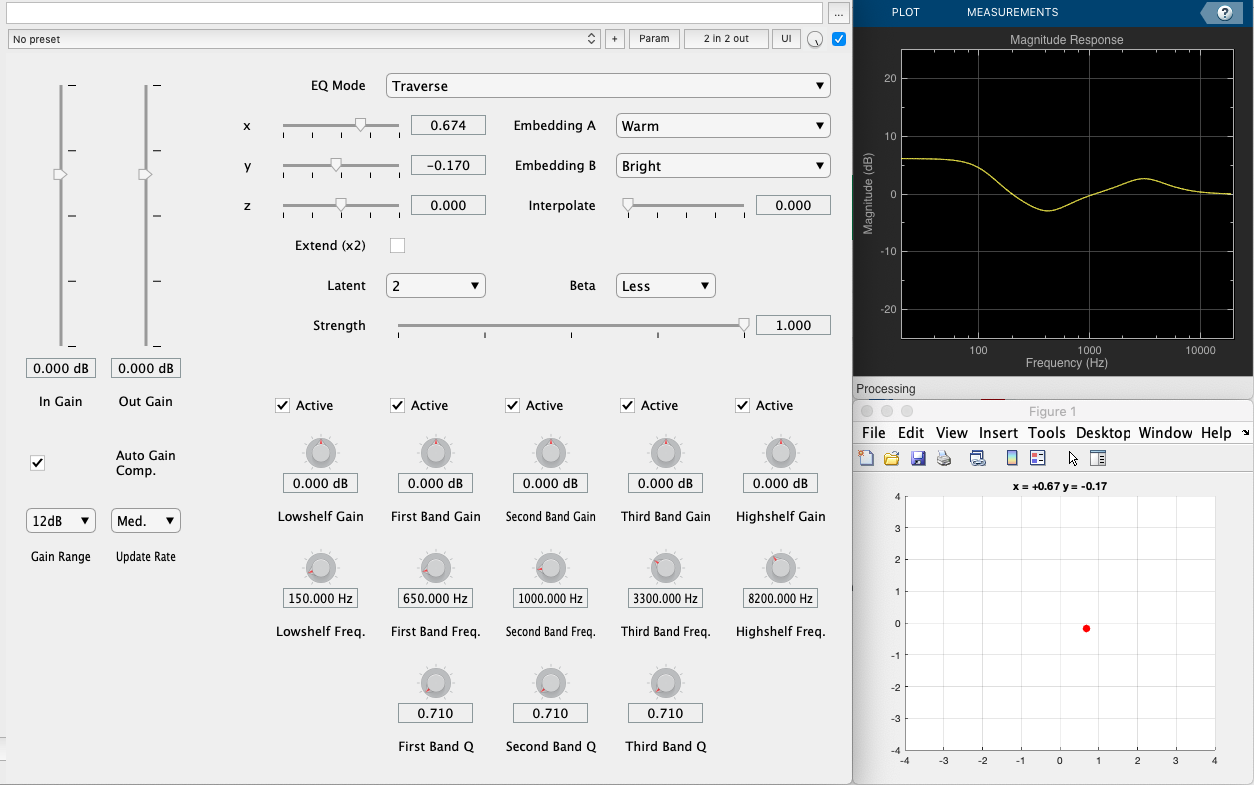 ...
No preset
+
Param
2 in 2 out
UI
EQ Mode
Traverse
x
0.674
Embedding A
Warm
y
-0.170
Embedding B
Bright
z
0.000
Interpolate
0.000
Extend (x2)
Latent
2
Beta
Less
Strength
1.000
0.000 dB
0.000 dB
In Gain
Out Gain
Auto Gain
Comp.
12dB
Med.
Gain Range
Update Rate
Active
Active
Active
Active
Active
0.000 dB
0.000 dB
0.000 dB
0.000 dB
0.000 dB
Lowshelf Gain
First Band Gain
Second Band Gain
Third Band Gain
Highshelf Gain
150.000 Hz
650.000 Hz
1000.000 Hz
3300.000 Hz
8200.000 Hz
Lowshelf Freq.
First Band Freq.
Second Band Freq.
Third Band Freq.
Highshelf Freq.
0.710
0.710
0.710
First Band Q
Second Band Q
Third Band Q
PLOT
MEASUREMENTS
?
Magnitude Response
Magnitude (dB)
20
10
0
-10
-20
100
1000
10000
Frequency (Hz)
Processing
Figure 1
File Edit View Insert Tools Desktop Window Help
x = +0.67 y = -0.17
4
3
2
1
0
-1
-2
-3
-4
-4 -3 -2 -1 0 1 2 3 4